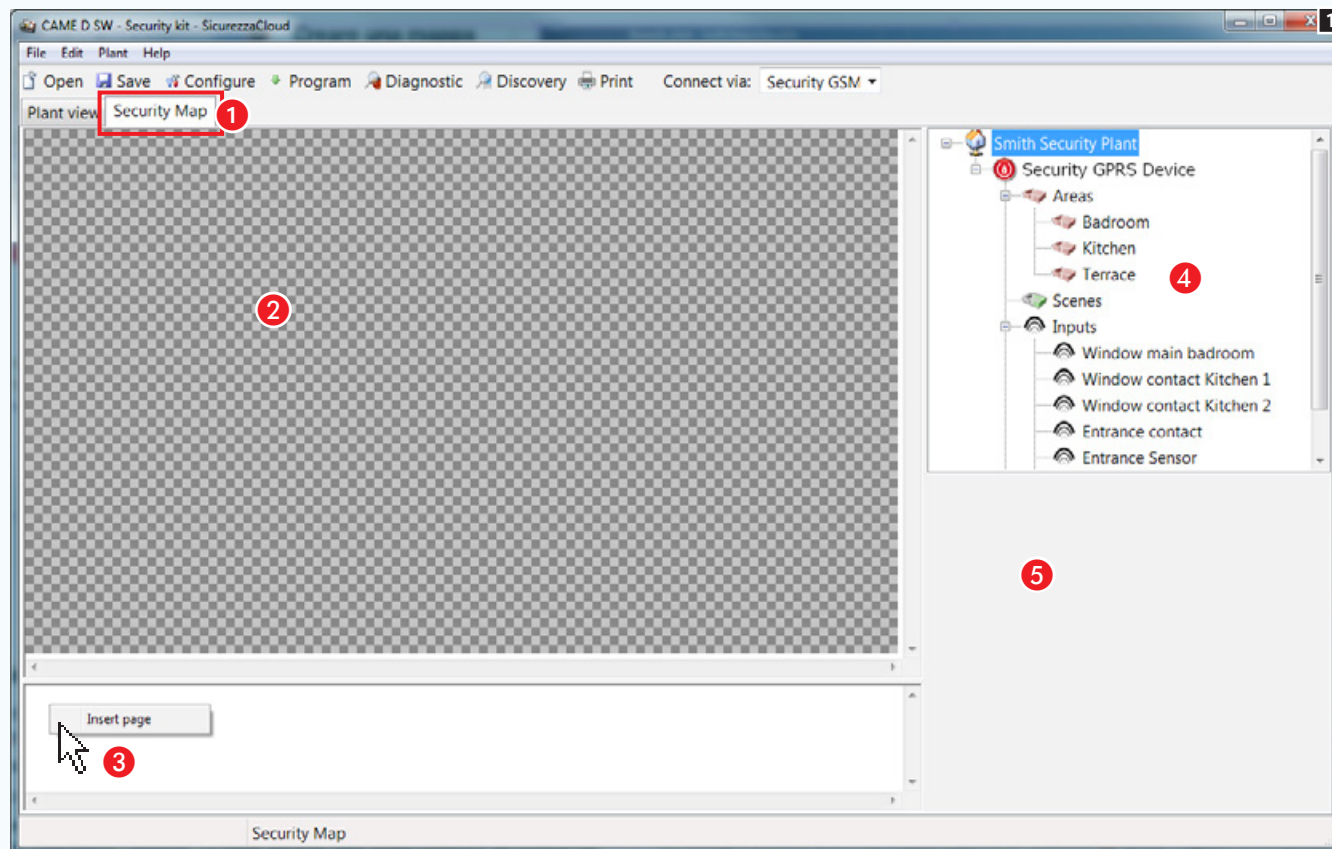 CAME D SW - Security kit - SicurezzaCloud
1
File Edit Plant Help
Open Save Configure Program Diagnostic Discovery Print Connect via: Security GSM
Plant view Security Map 1
2
Smith Security Plant
Security GPRS Device
Areas
Badroom
Kitchen
Terrace
4
Scenes
Inputs
Window main badroom
Window contact Kitchen 1
Window contact Kitchen 2
Entrance contact
Entrance Sensor
5
Insert page
3
Security Map